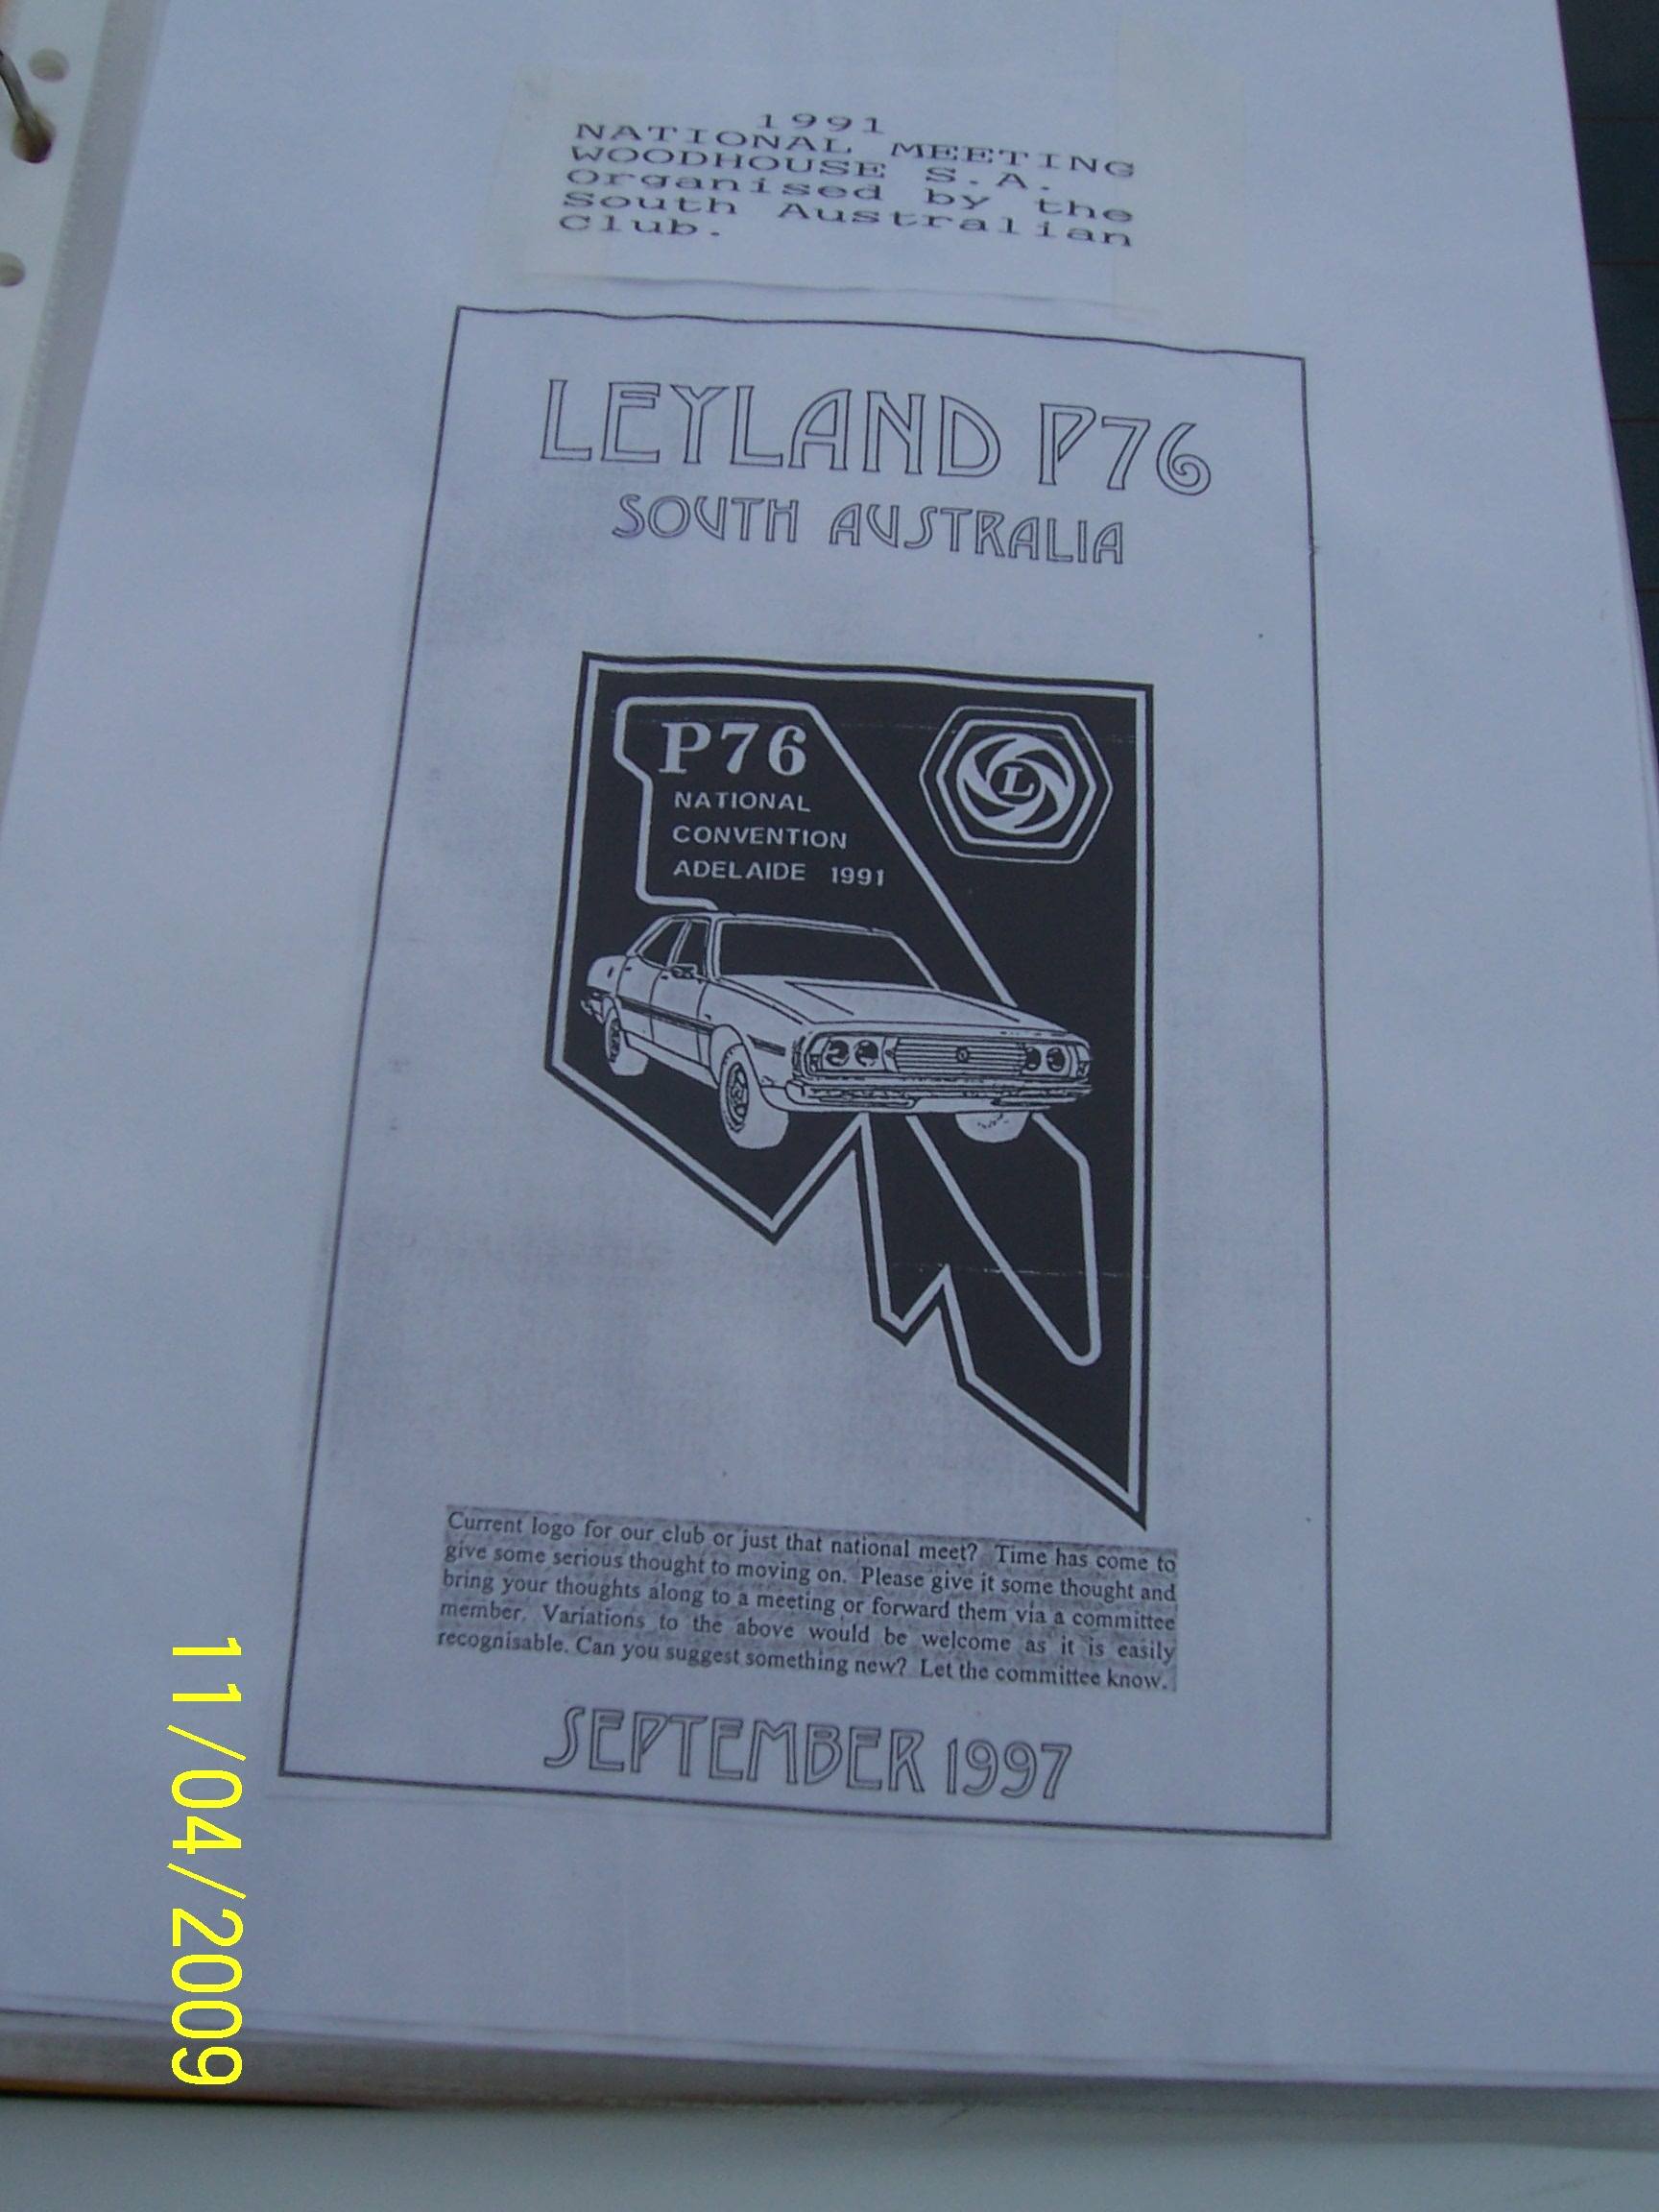 1991
NATIONAL MEETING
WOODHOUSE S.A.
Organised by the
South Australian
Club.
LEYLAND P76
SOUTH AUSTRALIA
P76
NATIONAL
CONVENTION
ADELAIDE 1991
L
Current logo for our club or just that national meet? Time has come to
give some serious thought to moving on. Please give it some thought and
bring your thoughts along to a meeting or forward them via a committee
member. Variations to the above would be welcome as it is easily
recognisable. Can you suggest something new? Let the committee know.
SEPTEMBER 1997
11/04/2009